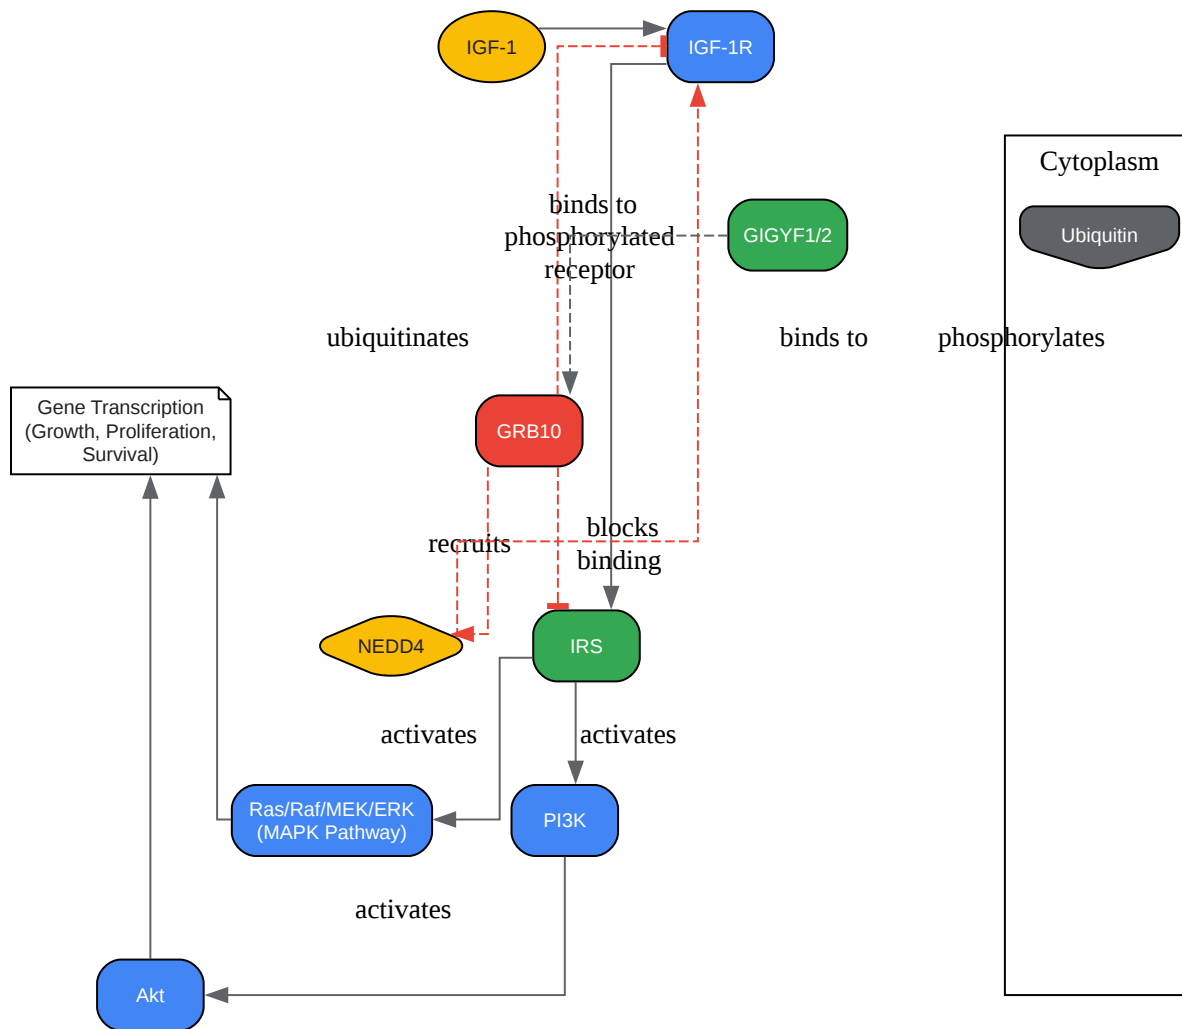 IGF-1
IGF-1R
Cytoplasm
binds to
phosphorylated
receptor
GIGYF1/2
Ubiquitin
ubiquitinates
binds to
phosphorylates
Gene Transcription
(Growth, Proliferation,
Survival)
GRB10
recruits
blocks
binding
NEDD4
IRS
activates
activates
Ras/Raf/MEK/ERK
(MAPK Pathway)
PI3K
activates
Akt